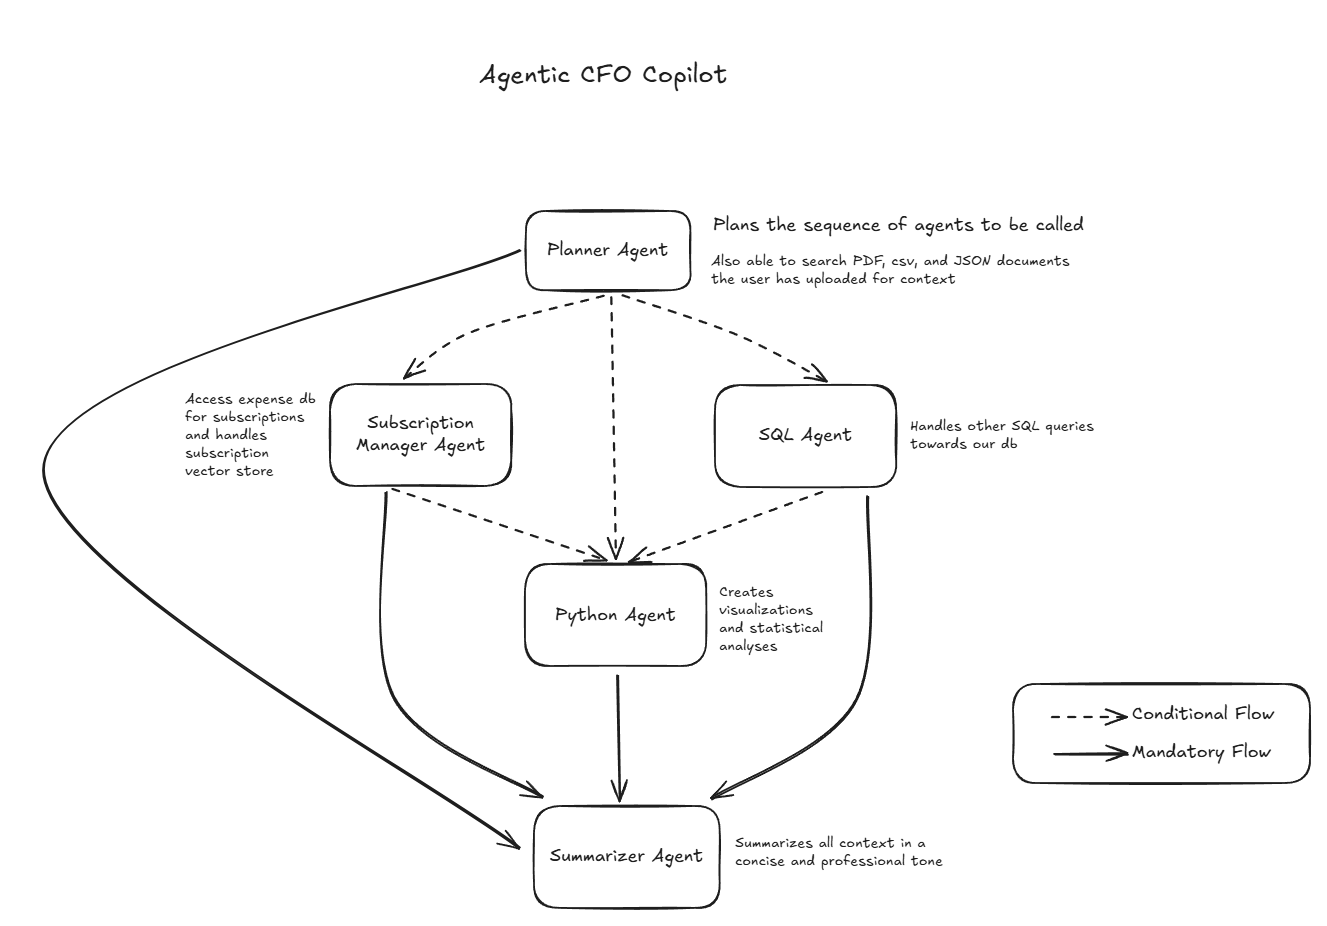 Agentic CFO Copilot
Planner Agent
Plans the sequence of agents to be called
Also able to search PDF, csv, and JSON documents
the user has uploaded for context
Access expense db
for subscriptions
and handles
subscription
vector store
Subscription
Manager Agent
SQL Agent
Handles other SQL queries
towards our db
Python Agent
Creates
visualizations
and statistical
analyses
Conditional Flow
Mandatory Flow
Summarizer Agent
Summarizes all context in a
concise and professional tone